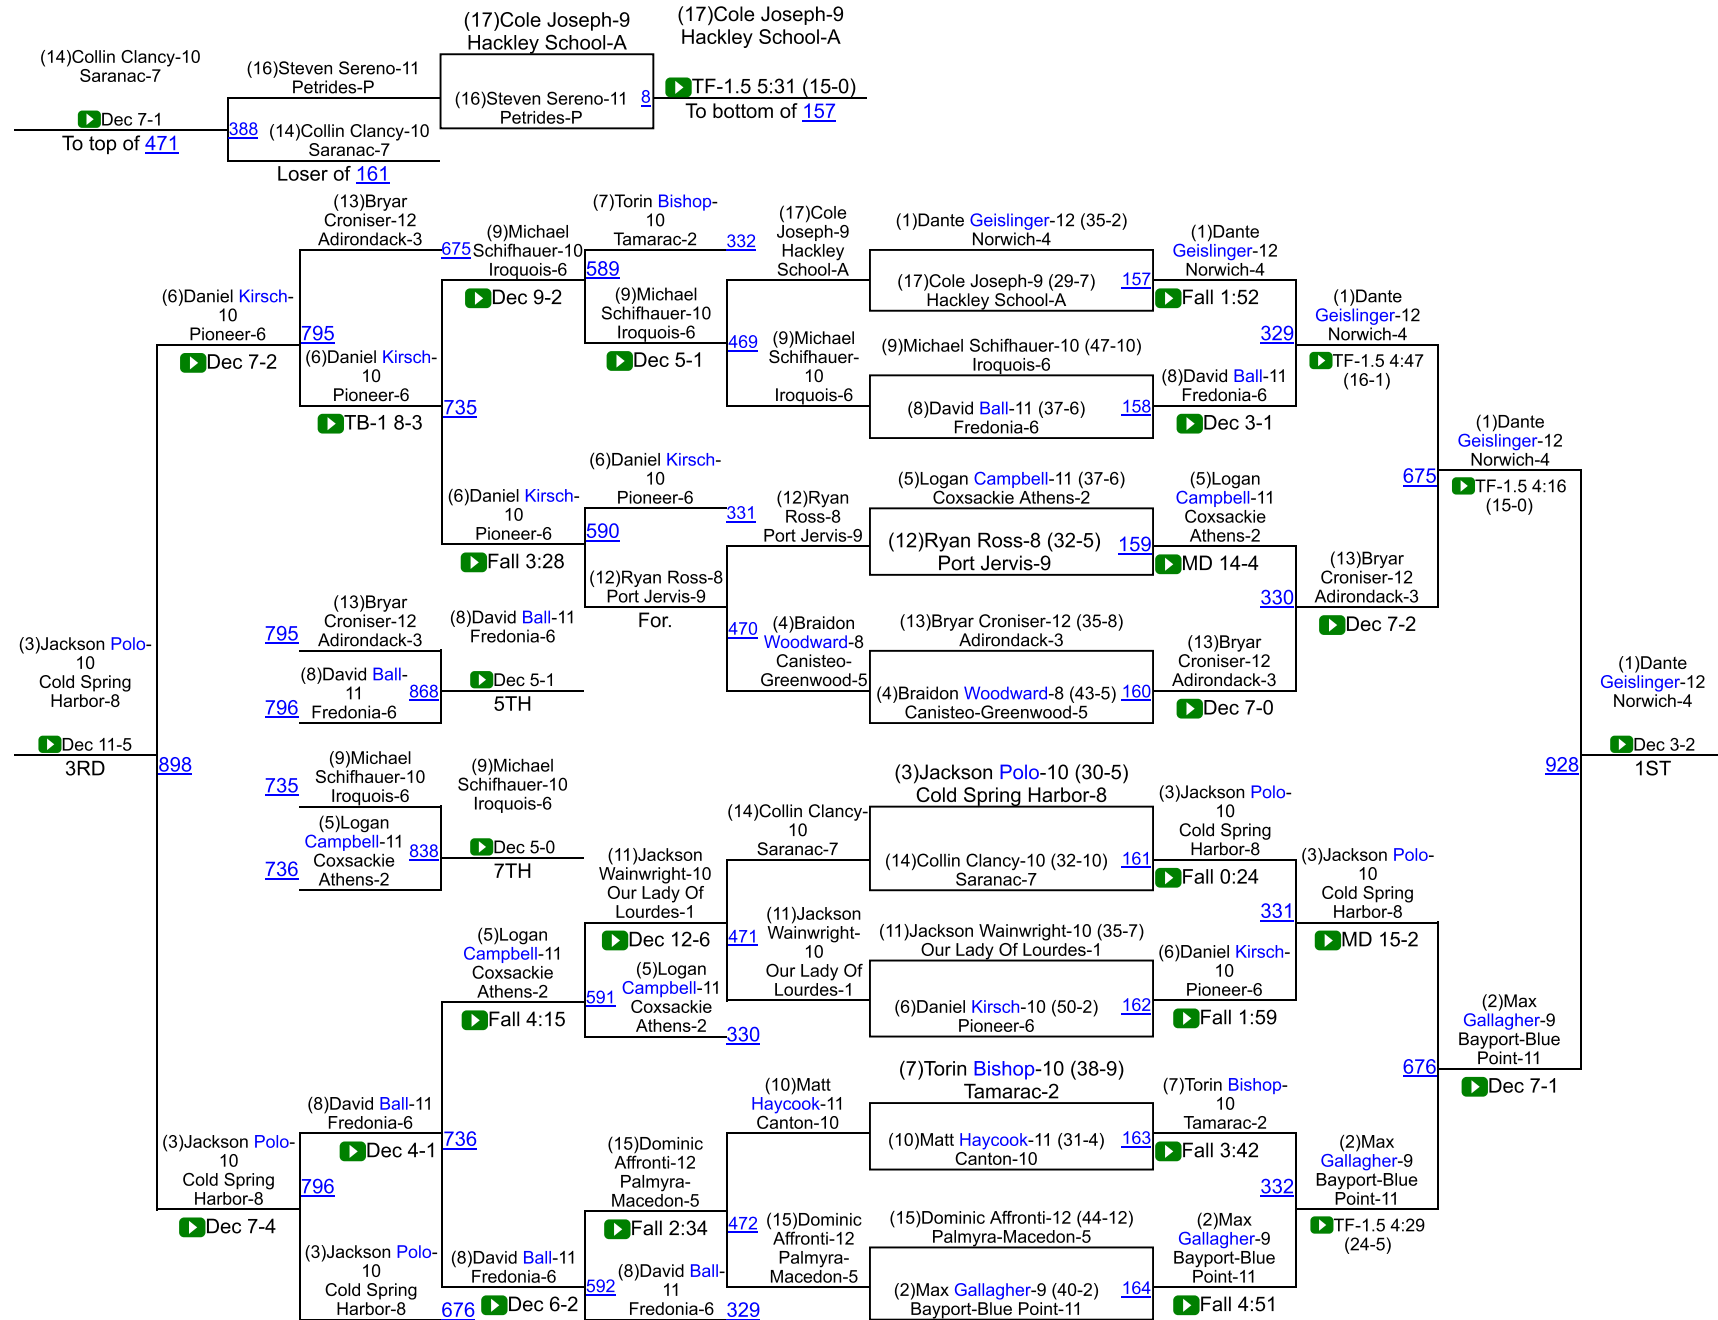 (17)Cole Joseph-9
Hackley School-A
(17)Cole Joseph-9
Hackley School-A
(14)Collin Clancy-10
Saranac-7
(16)Steven Sereno-11
Petrides-P
(16)Steven Sereno-11
Petrides-P
8
TF-1.5 5:31 (15-0)
To bottom of 157
Dec 7-1
To top of 471
388
(14)Collin Clancy-10
Saranac-7
Loser of 161
(13)Bryar
Croniser-12
Adirondack-3
675
(9)Michael
Schifhauer-10
Iroquois-6
Dec 9-2
(7)Torin Bishop-
10
Tamarac-2
332
589
(9)Michael
Schifhauer-10
Iroquois-6
Dec 5-1
(17)Cole
Joseph-9
Hackley
School-A
469
(9)Michael
Schifhauer-
10
Iroquois-6
(1)Dante Geislinger-12 (35-2)
Norwich-4
(17)Cole Joseph-9 (29-7)
Hackley School-A
157
(1)Dante
Geislinger-12
Norwich-4
Fall 1:52
(9)Michael Schifhauer-10 (47-10)
Iroquois-6
(8)David Ball-11 (37-6)
Fredonia-6
158
(8)David Ball-11
Fredonia-6
Dec 3-1
329
(1)Dante
Geislinger-12
Norwich-4
TF-1.5 4:47
(16-1)
(6)Daniel Kirsch-
10
Pioneer-6
Dec 7-2
795
(6)Daniel Kirsch-
10
Pioneer-6
TB-1 8-3
735
(6)Daniel Kirsch-
10
Pioneer-6
Fall 3:28
(6)Daniel Kirsch-
10
Pioneer-6
331
590
(12)Ryan Ross-8
Port Jervis-9
For.
(12)Ryan
Ross-8
Port Jervis-9
470
(4)Braidon
Woodward-8
Canisteo-
Greenwood-5
(5)Logan Campbell-11 (37-6)
Coxsackie Athens-2
(12)Ryan Ross-8 (32-5)
Port Jervis-9
159
(5)Logan
Campbell-11
Coxsackie
Athens-2
MD 14-4
(13)Bryar Croniser-12 (35-8)
Adirondack-3
(4)Braidon Woodward-8 (43-5)
Canisteo-Greenwood-5
160
(13)Bryar
Croniser-12
Adirondack-3
Dec 7-0
330
(13)Bryar
Croniser-12
Adirondack-3
Dec 7-2
675
(1)Dante
Geislinger-12
Norwich-4
TF-1.5 4:16
(15-0)
(3)Jackson Polo-
10
Cold Spring
Harbor-8
Dec 11-5
3RD
898
795
(13)Bryar
Croniser-12
Adirondack-3
796
(8)David Ball-
11
Fredonia-6
868
(8)David Ball-11
Fredonia-6
Dec 5-1
5TH
735
(9)Michael
Schifhauer-10
Iroquois-6
736
(5)Logan
Campbell-11
Coxsackie
Athens-2
838
(9)Michael
Schifhauer-10
Iroquois-6
Dec 5-0
7TH
928
(1)Dante
Geislinger-12
Norwich-4
Dec 3-2
1ST
(11)Jackson
Wainwright-10
Our Lady Of
Lourdes-1
Dec 12-6
(14)Collin Clancy-
10
Saranac-7
471
(11)Jackson
Wainwright-
10
Our Lady Of
Lourdes-1
(3)Jackson Polo-10 (30-5)
Cold Spring Harbor-8
(14)Collin Clancy-10 (32-10)
Saranac-7
161
(3)Jackson Polo-
10
Cold Spring
Harbor-8
Fall 0:24
(11)Jackson Wainwright-10 (35-7)
Our Lady Of Lourdes-1
(6)Daniel Kirsch-10 (50-2)
Pioneer-6
162
(6)Daniel Kirsch-
10
Pioneer-6
Fall 1:59
331
(3)Jackson Polo-
10
Cold Spring
Harbor-8
MD 15-2
(5)Logan
Campbell-11
Coxsackie
Athens-2
Fall 4:15
591
(5)Logan
Campbell-11
Coxsackie
Athens-2
330
(8)David Ball-11
Fredonia-6
Dec 4-1
736
(3)Jackson Polo-
10
Cold Spring
Harbor-8
Dec 7-4
796
(3)Jackson Polo-
10
Cold Spring
Harbor-8
676
(8)David Ball-11
Fredonia-6
Dec 6-2
(15)Dominic
Affronti-12
Palmyra-
Macedon-5
Fall 2:34
592
(8)David Ball-
11
Fredonia-6
329
(10)Matt
Haycook-11
Canton-10
472
(15)Dominic
Affronti-12
Palmyra-
Macedon-5
(7)Torin Bishop-10 (38-9)
Tamarac-2
(10)Matt Haycook-11 (31-4)
Canton-10
163
(7)Torin Bishop-
10
Tamarac-2
Fall 3:42
(15)Dominic Affronti-12 (44-12)
Palmyra-Macedon-5
(2)Max Gallagher-9 (40-2)
Bayport-Blue Point-11
164
(2)Max
Gallagher-9
Bayport-Blue
Point-11
Fall 4:51
332
(2)Max
Gallagher-9
Bayport-Blue
Point-11
TF-1.5 4:29
(24-5)
676
(2)Max
Gallagher-9
Bayport-Blue
Point-11
Dec 7-1